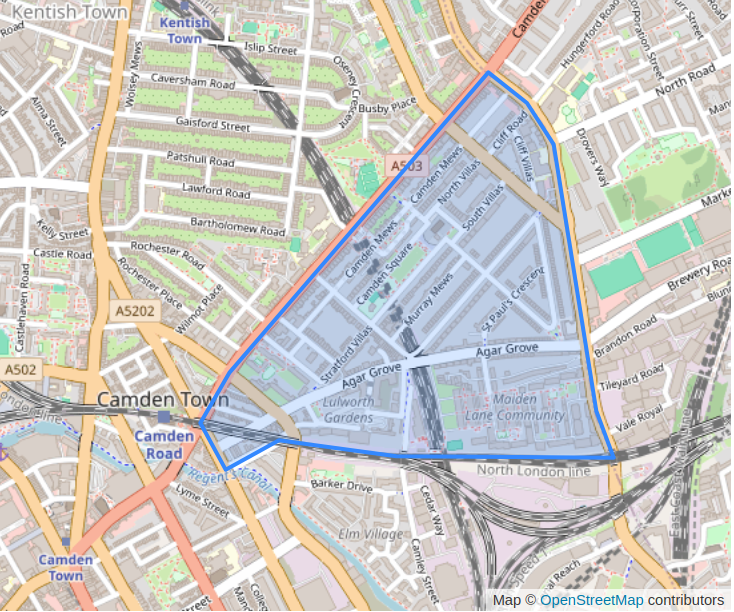 Kentish Town
Kentish
Town
Islip Street
Caversham Road
Wolsey Mews
Oseney Crescent
Busby Place
Gaisford Street
Patshull Road
Lawford Road
Bartholomew Road
Alma Street
Road
Kelly Street
Castle Road
Rochester Road
Rochester Place
Wilmot Place
Castlehaven Road
A5202
A502
A503
Camden
Hungerford Road
North Road
Drovers Way
Cliff Road
Cliff Villas
Camden Mews
North Villas
South Villas
Camden Mews
Camden Square
Murray Mews
St Paul's Crescent
Stratford Villas
Agar Grove
Agar Grove
Lulworth
Gardens
Maiden
Lane Community
Brewery Road
Brandon Road
Tileyard Road
Vale Royal
Camden Town
Camden
Road
Regent's Canal
Lyme Street
Camden
Town
Street
Barker Drive
Elm Village
Cedar Way
Camley Street
North London line
Map © OpenStreetMap contributors